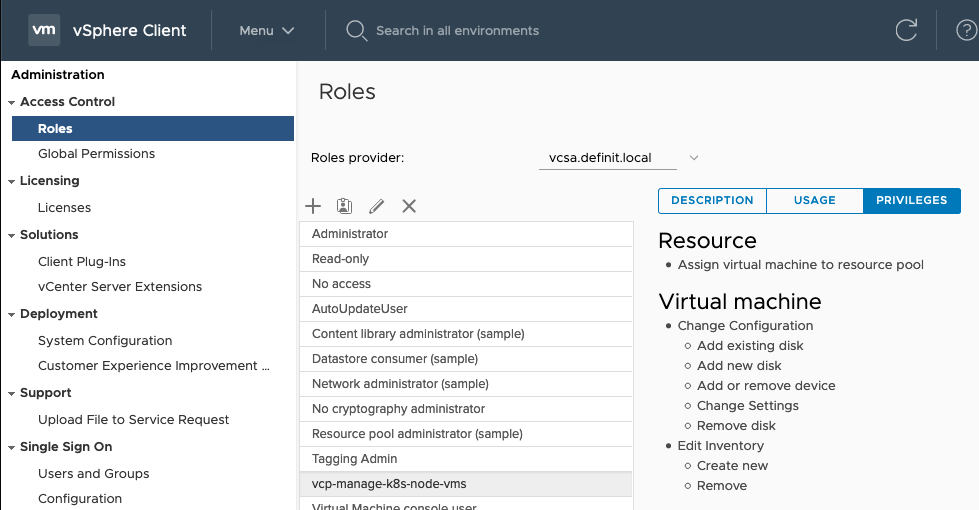 vm vSphere Client Menu Search in all environments ?
Administration
Access Control
Roles
Global Permissions
Licensing
Licenses
Solutions
Client Plug-Ins
vCenter Server Extensions
Deployment
System Configuration
Customer Experience Improvement ...
Support
Upload File to Service Request
Single Sign On
Users and Groups
Configuration
Roles
Roles provider: vcsa.definit.local
Administrator
Read-only
No access
AutoUpdateUser
Content library administrator (sample)
Datastore consumer (sample)
Network administrator (sample)
No cryptography administrator
Resource pool administrator (sample)
Tagging Admin
vcp-manage-k8s-node-vms
Virtual Machine console user
DESCRIPTION USAGE PRIVILEGES
Resource
Assign virtual machine to resource pool
Virtual machine
Change Configuration
Add existing disk
Add new disk
Add or remove device
Change Settings
Remove disk
Edit Inventory
Create new
Remove